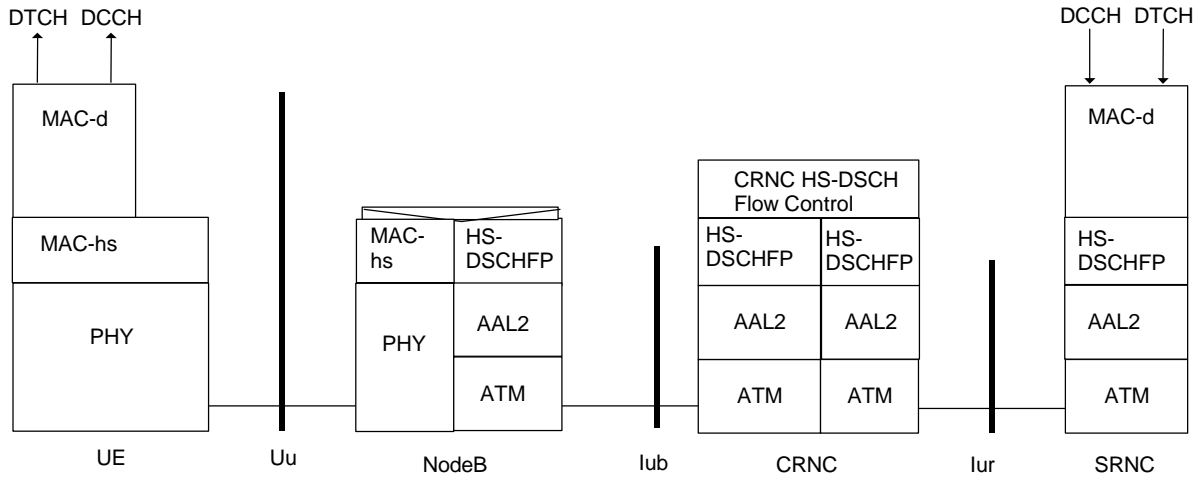 DTCH DCCH
DCCH DTCH
MAC-d
MAC-d
CRNC HS-DSCH
Flow Control
MAC-hs
MAC-
hs
HS-
DSCHFP
HS-
DSCHFP
HS-
DSCHFP
HS-
DSCHFP
PHY
PHY
AAL2
AAL2
AAL2
AAL2
ATM
ATM
ATM
ATM
UE
Uu
NodeB
Iub
CRNC
Iur
SRNC